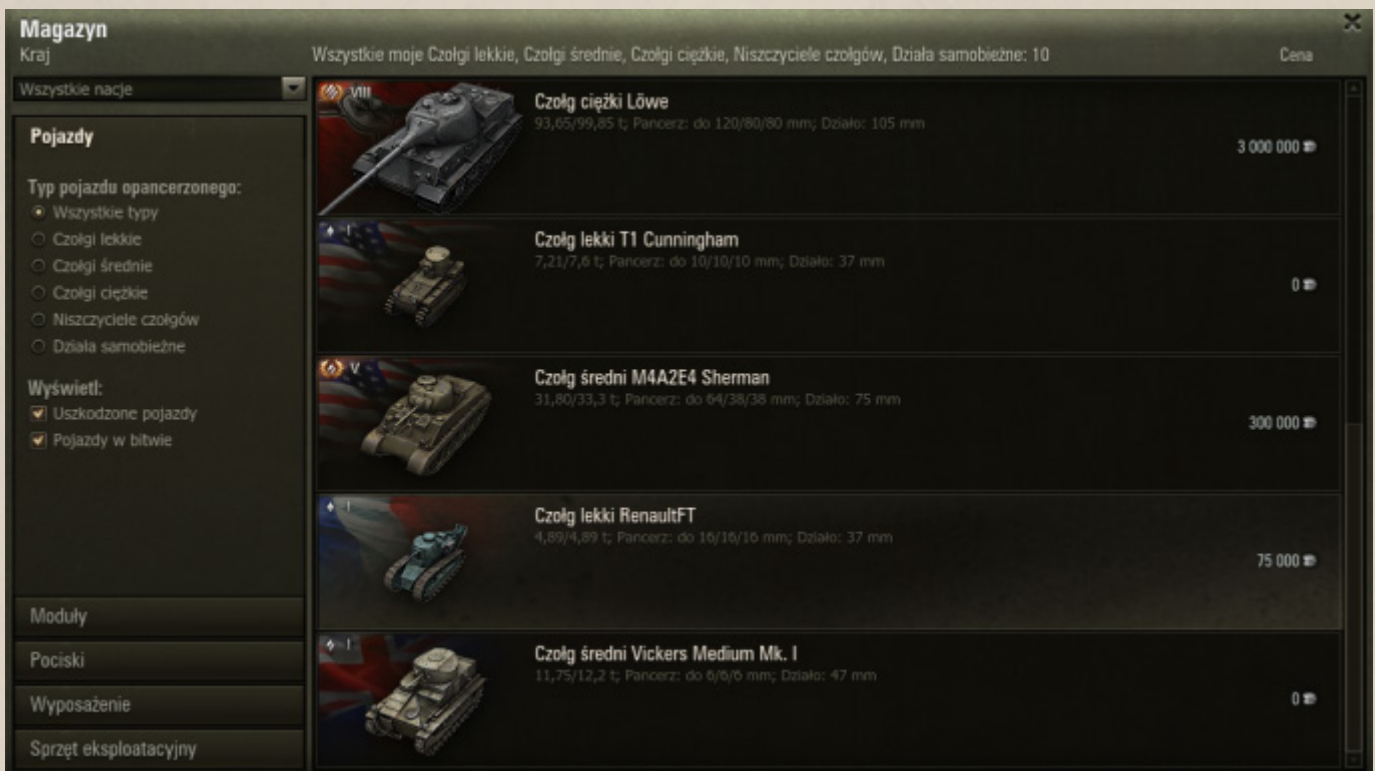 Magazyn
Kraj
Wszystkie moje Czołgi lekkie, Czołgi średnie, Czołgi ciężkie, Niszczyciele czołgów, Działa samobieżne: 10
Cena
Wszystkie nacje
Pojazdy
Typ pojazdu opancerzonego:
Wszystkie typy
Czołgi lekkie
Czołgi średnie
Czołgi ciężkie
Niszczyciele czołgów
Działa samobieżne
Wyświetl:
Uszkodzone pojazdy
Pojazdy w bitwie
Moduły
Pociski
Wyposażenie
Sprzęt eksploatacyjny
VIII
Czołg ciężki Löwe
93,65/99,85 t; Pancerz: do 120/80/80 mm; Działo: 105 mm
3 000 000
I
Czołg lekki T1 Cunningham
7,21/7,6 t; Pancerz: do 10/10/10 mm; Działo: 37 mm
0
V
Czołg średni M4A2E4 Sherman
31,80/33,3 t; Pancerz: do 64/38/38 mm; Działo: 75 mm
300 000
I
Czołg lekki RenaultFT
4,89/4,89 t; Pancerz: do 16/16/16 mm; Działo: 37 mm
75 000
I
Czołg średni Vickers Medium Mk. I
11,75/12,2 t; Pancerz: do 6/6/6 mm; Działo: 47 mm
0